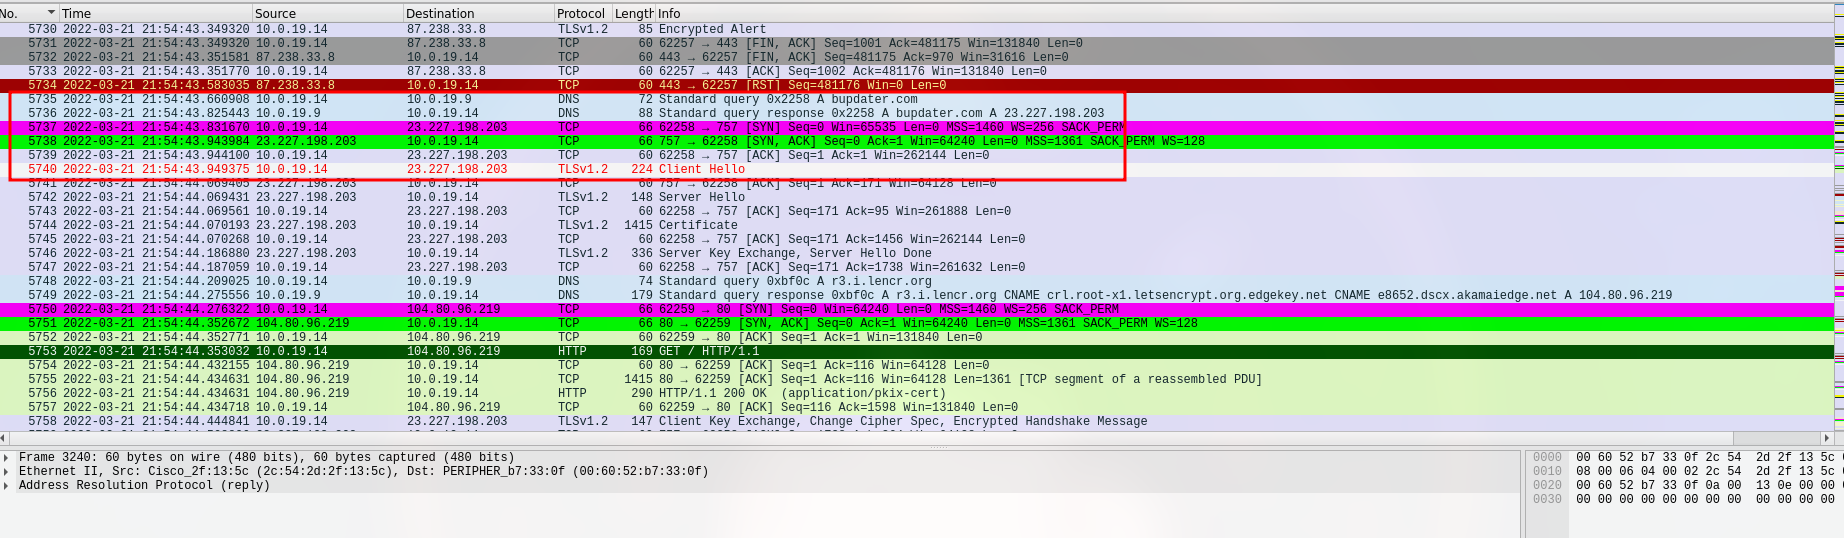 No. Time Source Destination Protocol Length Info
5730 2022-03-21 21:54:43.349320 10.0.19.14 87.238.33.8 TLSv1.2 85 Encrypted Alert
5731 2022-03-21 21:54:43.349320 10.0.19.14 87.238.33.8 TCP 60 62257 → 443 [FIN, ACK] Seq=1001 Ack=481175 Win=131840 Len=0
5732 2022-03-21 21:54:43.351581 87.238.33.8 10.0.19.14 TCP 60 443 → 62257 [FIN, ACK] Seq=481175 Ack=970 Win=31616 Len=0
5733 2022-03-21 21:54:43.351770 10.0.19.14 87.238.33.8 TCP 60 62257 → 443 [ACK] Seq=1002 Ack=481176 Win=131840 Len=0
5734 2022-03-21 21:54:43.583035 87.238.33.8 10.0.19.14 TCP 60 443 → 62257 [RST] Seq=481176 Win=0 Len=0
5735 2022-03-21 21:54:43.660908 10.0.19.14 10.0.19.9 DNS 72 Standard query 0x2258 A bupdater.com
5736 2022-03-21 21:54:43.825443 10.0.19.9 10.0.19.14 DNS 88 Standard query response 0x2258 A bupdater.com A 23.227.198.203
5737 2022-03-21 21:54:43.831670 10.0.19.14 23.227.198.203 TCP 66 62258 → 757 [SYN] Seq=0 Win=65535 Len=0 MSS=1460 WS=256 SACK_PERM
5738 2022-03-21 21:54:43.943984 23.227.198.203 10.0.19.14 TCP 66 757 → 62258 [SYN, ACK] Seq=0 Ack=1 Win=64240 Len=0 MSS=1361 SACK_PERM WS=128
5739 2022-03-21 21:54:43.944100 10.0.19.14 23.227.198.203 TCP 60 62258 → 757 [ACK] Seq=1 Ack=1 Win=262144 Len=0
5740 2022-03-21 21:54:43.949375 10.0.19.14 23.227.198.203 TLSv1.2 224 Client Hello
5741 2022-03-21 21:54:44.069405 23.227.198.203 10.0.19.14 TCP 60 757 → 62258 [ACK] Seq=1 Ack=171 Win=64128 Len=0
5742 2022-03-21 21:54:44.069431 23.227.198.203 10.0.19.14 TLSv1.2 148 Server Hello
5743 2022-03-21 21:54:44.069561 10.0.19.14 23.227.198.203 TCP 60 62258 → 757 [ACK] Seq=171 Ack=95 Win=261888 Len=0
5744 2022-03-21 21:54:44.070193 23.227.198.203 10.0.19.14 TLSv1.2 1415 Certificate
5745 2022-03-21 21:54:44.070268 10.0.19.14 23.227.198.203 TCP 60 62258 → 757 [ACK] Seq=171 Ack=1456 Win=262144 Len=0
5746 2022-03-21 21:54:44.186880 23.227.198.203 10.0.19.14 TLSv1.2 336 Server Key Exchange, Server Hello Done
5747 2022-03-21 21:54:44.187059 10.0.19.14 23.227.198.203 TCP 60 62258 → 757 [ACK] Seq=171 Ack=1738 Win=261632 Len=0
5748 2022-03-21 21:54:44.209025 10.0.19.14 10.0.19.9 DNS 74 Standard query 0xbf0c A r3.i.lencr.org
5749 2022-03-21 21:54:44.275556 10.0.19.9 10.0.19.14 DNS 179 Standard query response 0xbf0c A r3.i.lencr.org CNAME crl.root-x1.letsencrypt.org.edgekey.net CNAME e8652.dscx.akamaiedge.net A 104.80.96.219
5750 2022-03-21 21:54:44.276322 10.0.19.14 104.80.96.219 TCP 66 62259 → 80 [SYN] Seq=0 Win=64240 Len=0 MSS=1460 WS=256 SACK_PERM
5751 2022-03-21 21:54:44.352672 104.80.96.219 10.0.19.14 TCP 66 80 → 62259 [SYN, ACK] Seq=0 Ack=1 Win=64240 Len=0 MSS=1361 SACK_PERM WS=128
5752 2022-03-21 21:54:44.352771 10.0.19.14 104.80.96.219 TCP 60 62259 → 80 [ACK] Seq=1 Ack=1 Win=131840 Len=0
5753 2022-03-21 21:54:44.353032 10.0.19.14 104.80.96.219 HTTP 169 GET / HTTP/1.1
5754 2022-03-21 21:54:44.432155 104.80.96.219 10.0.19.14 TCP 60 80 → 62259 [ACK] Seq=1 Ack=116 Win=64128 Len=0
5755 2022-03-21 21:54:44.434631 104.80.96.219 10.0.19.14 TCP 1415 80 → 62259 [ACK] Seq=1 Ack=116 Win=64128 Len=1361 [TCP segment of a reassembled PDU]
5756 2022-03-21 21:54:44.434631 104.80.96.219 10.0.19.14 HTTP 290 HTTP/1.1 200 OK (application/pkix-cert)
5757 2022-03-21 21:54:44.434718 10.0.19.14 104.80.96.219 TCP 60 62259 → 80 [ACK] Seq=116 Ack=1598 Win=131840 Len=0
5758 2022-03-21 21:54:44.444841 10.0.19.14 23.227.198.203 TLSv1.2 147 Client Key Exchange, Change Cipher Spec, Encrypted Handshake Message
Frame 3240: 60 bytes on wire (480 bits), 60 bytes captured (480 bits)
Ethernet II, Src: Cisco_2f:13:5c (2c:54:2d:2f:13:5c), Dst: PERIPHER_b7:33:0f (00:60:52:b7:33:0f)
Address Resolution Protocol (reply)
0000 00 60 52 b7 33 0f 2c 54 2d 2f 13 5c
0010 08 00 06 04 00 02 2c 54 2d 2f 13 5c
0020 00 60 52 b7 33 0f 0a 00 13 0e 00 00
0030 00 00 00 00 00 00 00 00 00 00 00 00